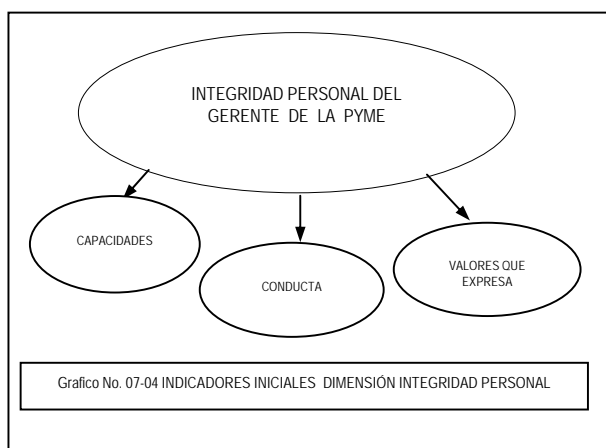 INTEGRIDAD PERSONAL DEL
GERENTE DE LA PYME
CAPACIDADES
CONDUCTA
VALORES QUE
EXPRESA
Grafico No. 07-04 INDICADORES INICIALES DIMENSIÓN INTEGRIDAD PERSONAL